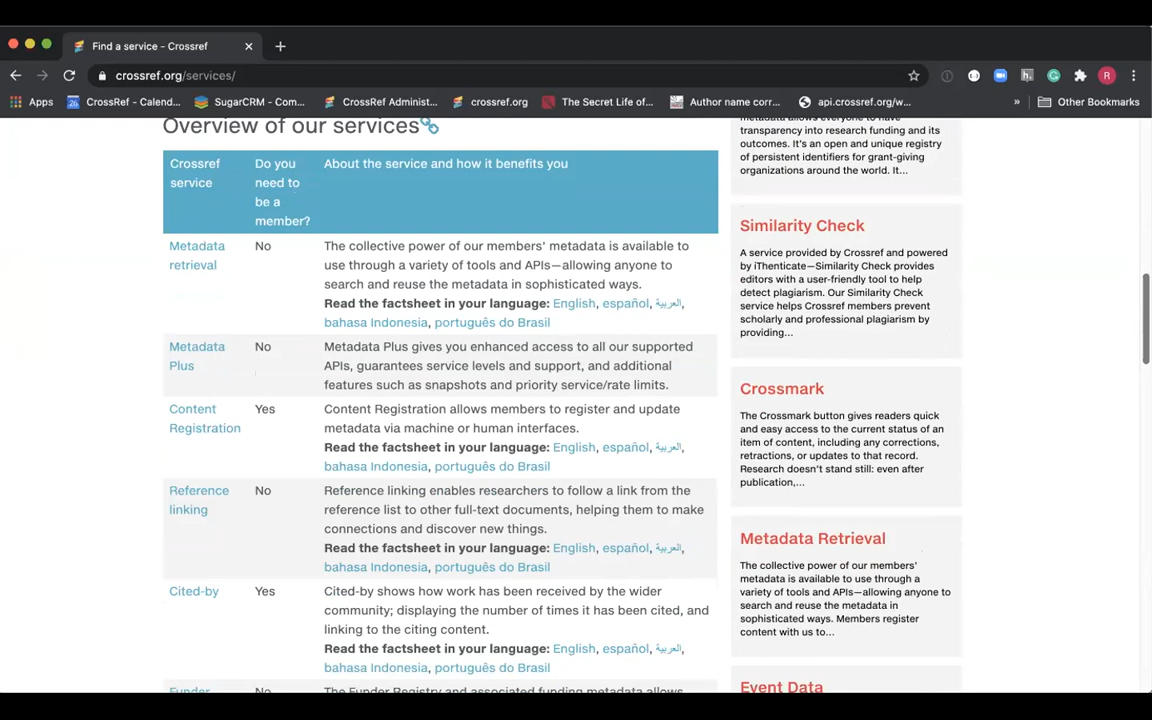 Find a service – Crossref
crossref.org/services/
Apps
CrossRef - Calend...
SugarCRM - Com...
CrossRef Administ...
crossref.org
The Secret Life of...
Author name corr...
api.crossref.org/w...
»
Other Bookmarks
R
Overview of our services
Crossref
service
Do you
need to
be a
member?
About the service and how it benefits you
Metadata
retrieval
No
The collective power of our members' metadata is available to
use through a variety of tools and APIs—allowing anyone to
search and reuse the metadata in sophisticated ways.
Read the factsheet in your language: English, español, العربية,
bahasa Indonesia, português do Brasil
Metadata
Plus
No
Metadata Plus gives you enhanced access to all our supported
APIs, guarantees service levels and support, and additional
features such as snapshots and priority service/rate limits.
Content
Registration
Yes
Content Registration allows members to register and update
metadata via machine or human interfaces.
Read the factsheet in your language: English, español, العربية,
bahasa Indonesia, português do Brasil
Reference
linking
No
Reference linking enables researchers to follow a link from the
reference list to other full-text documents, helping them to make
connections and discover new things.
Read the factsheet in your language: English, español, العربية,
bahasa Indonesia, português do Brasil
Cited-by
Yes
Cited-by shows how work has been received by the wider
community; displaying the number of times it has been cited, and
linking to the citing content.
Read the factsheet in your language: English, español, العربية,
bahasa Indonesia, português do Brasil
Funder
No
The Funder Registry and associated funding metadata allows
metadata allows everyone to have
transparency into research funding and its
outcomes. It's an open and unique registry
of persistent identifiers for grant-giving
organizations around the world. It...
Similarity Check
A service provided by Crossref and powered
by iThenticate—Similarity Check provides
editors with a user-friendly tool to help
detect plagiarism. Our Similarity Check
service helps Crossref members prevent
scholarly and professional plagiarism by
providing...
Crossmark
The Crossmark button gives readers quick
and easy access to the current status of an
item of content, including any corrections,
retractions, or updates to that record.
Research doesn't stand still: even after
publication,...
Metadata Retrieval
The collective power of our members'
metadata is available to use through a
variety of tools and APIs—allowing anyone to
search and reuse the metadata in
sophisticated ways. Members register
content with us to...
Event Data